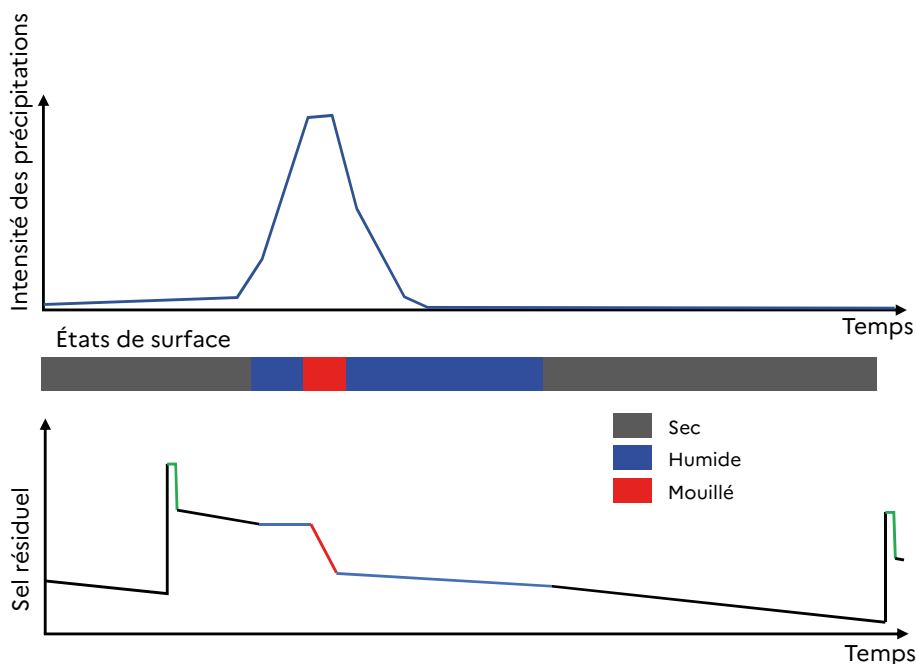 Intensité des précipitations
Temps
États de surface
Sec
Humide
Mouillé
Sel résiduel
Temps